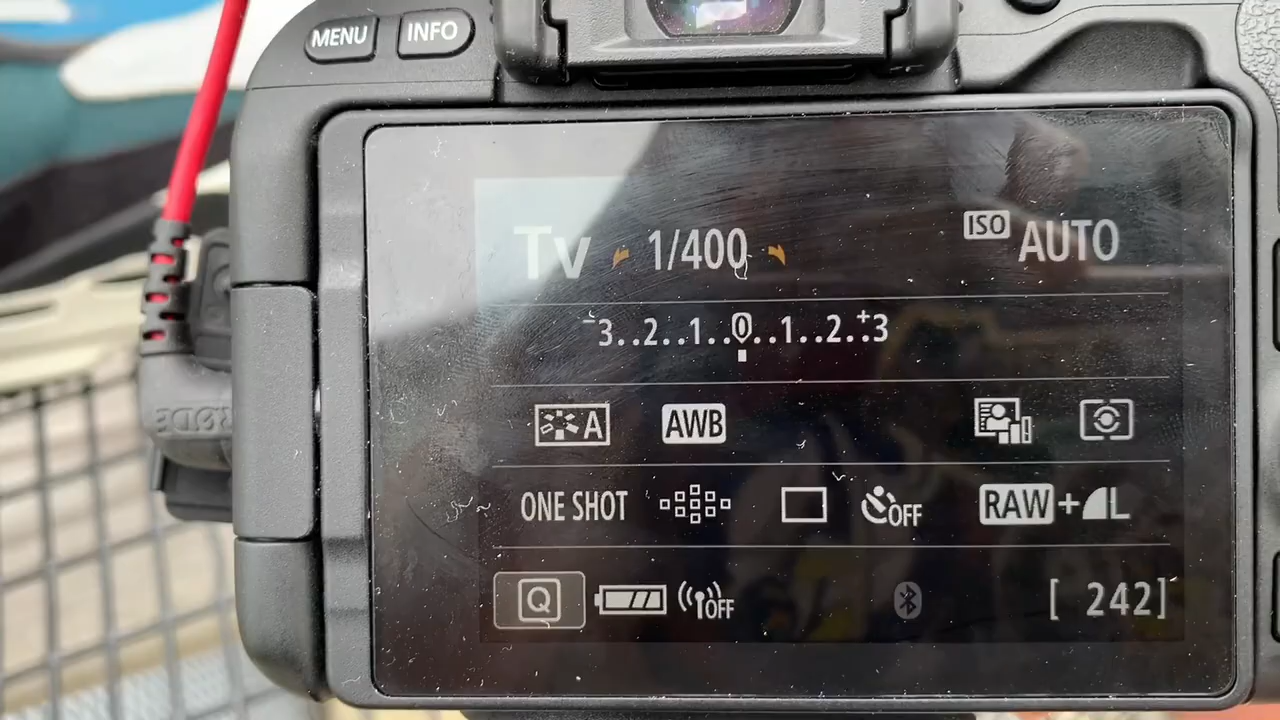 MENU INFO
Tv 1/400 ISO AUTO
-3..2..1..0..1..2..+3
A AWB
ONE SHOT OFF RAW+L
Q OFF [ 242]
RØDE